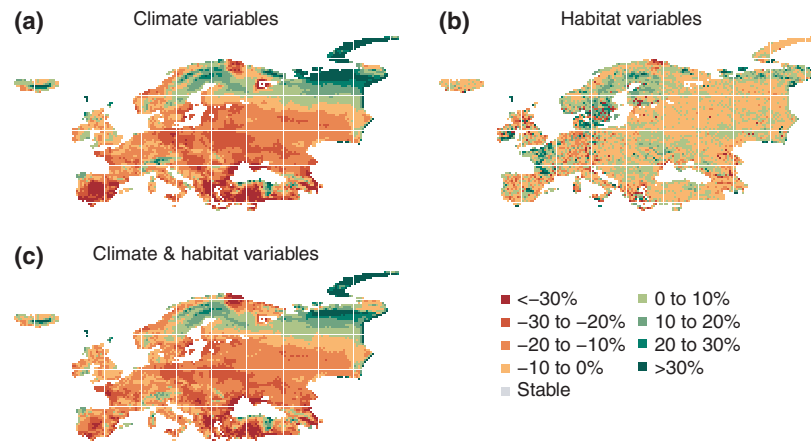 (a)
Climate variables
(b)
Habitat variables
(c)
Climate & habitat variables
<−30%
−30 to −20%
−20 to −10%
−10 to 0%
Stable
0 to 10%
10 to 20%
20 to 30%
>30%